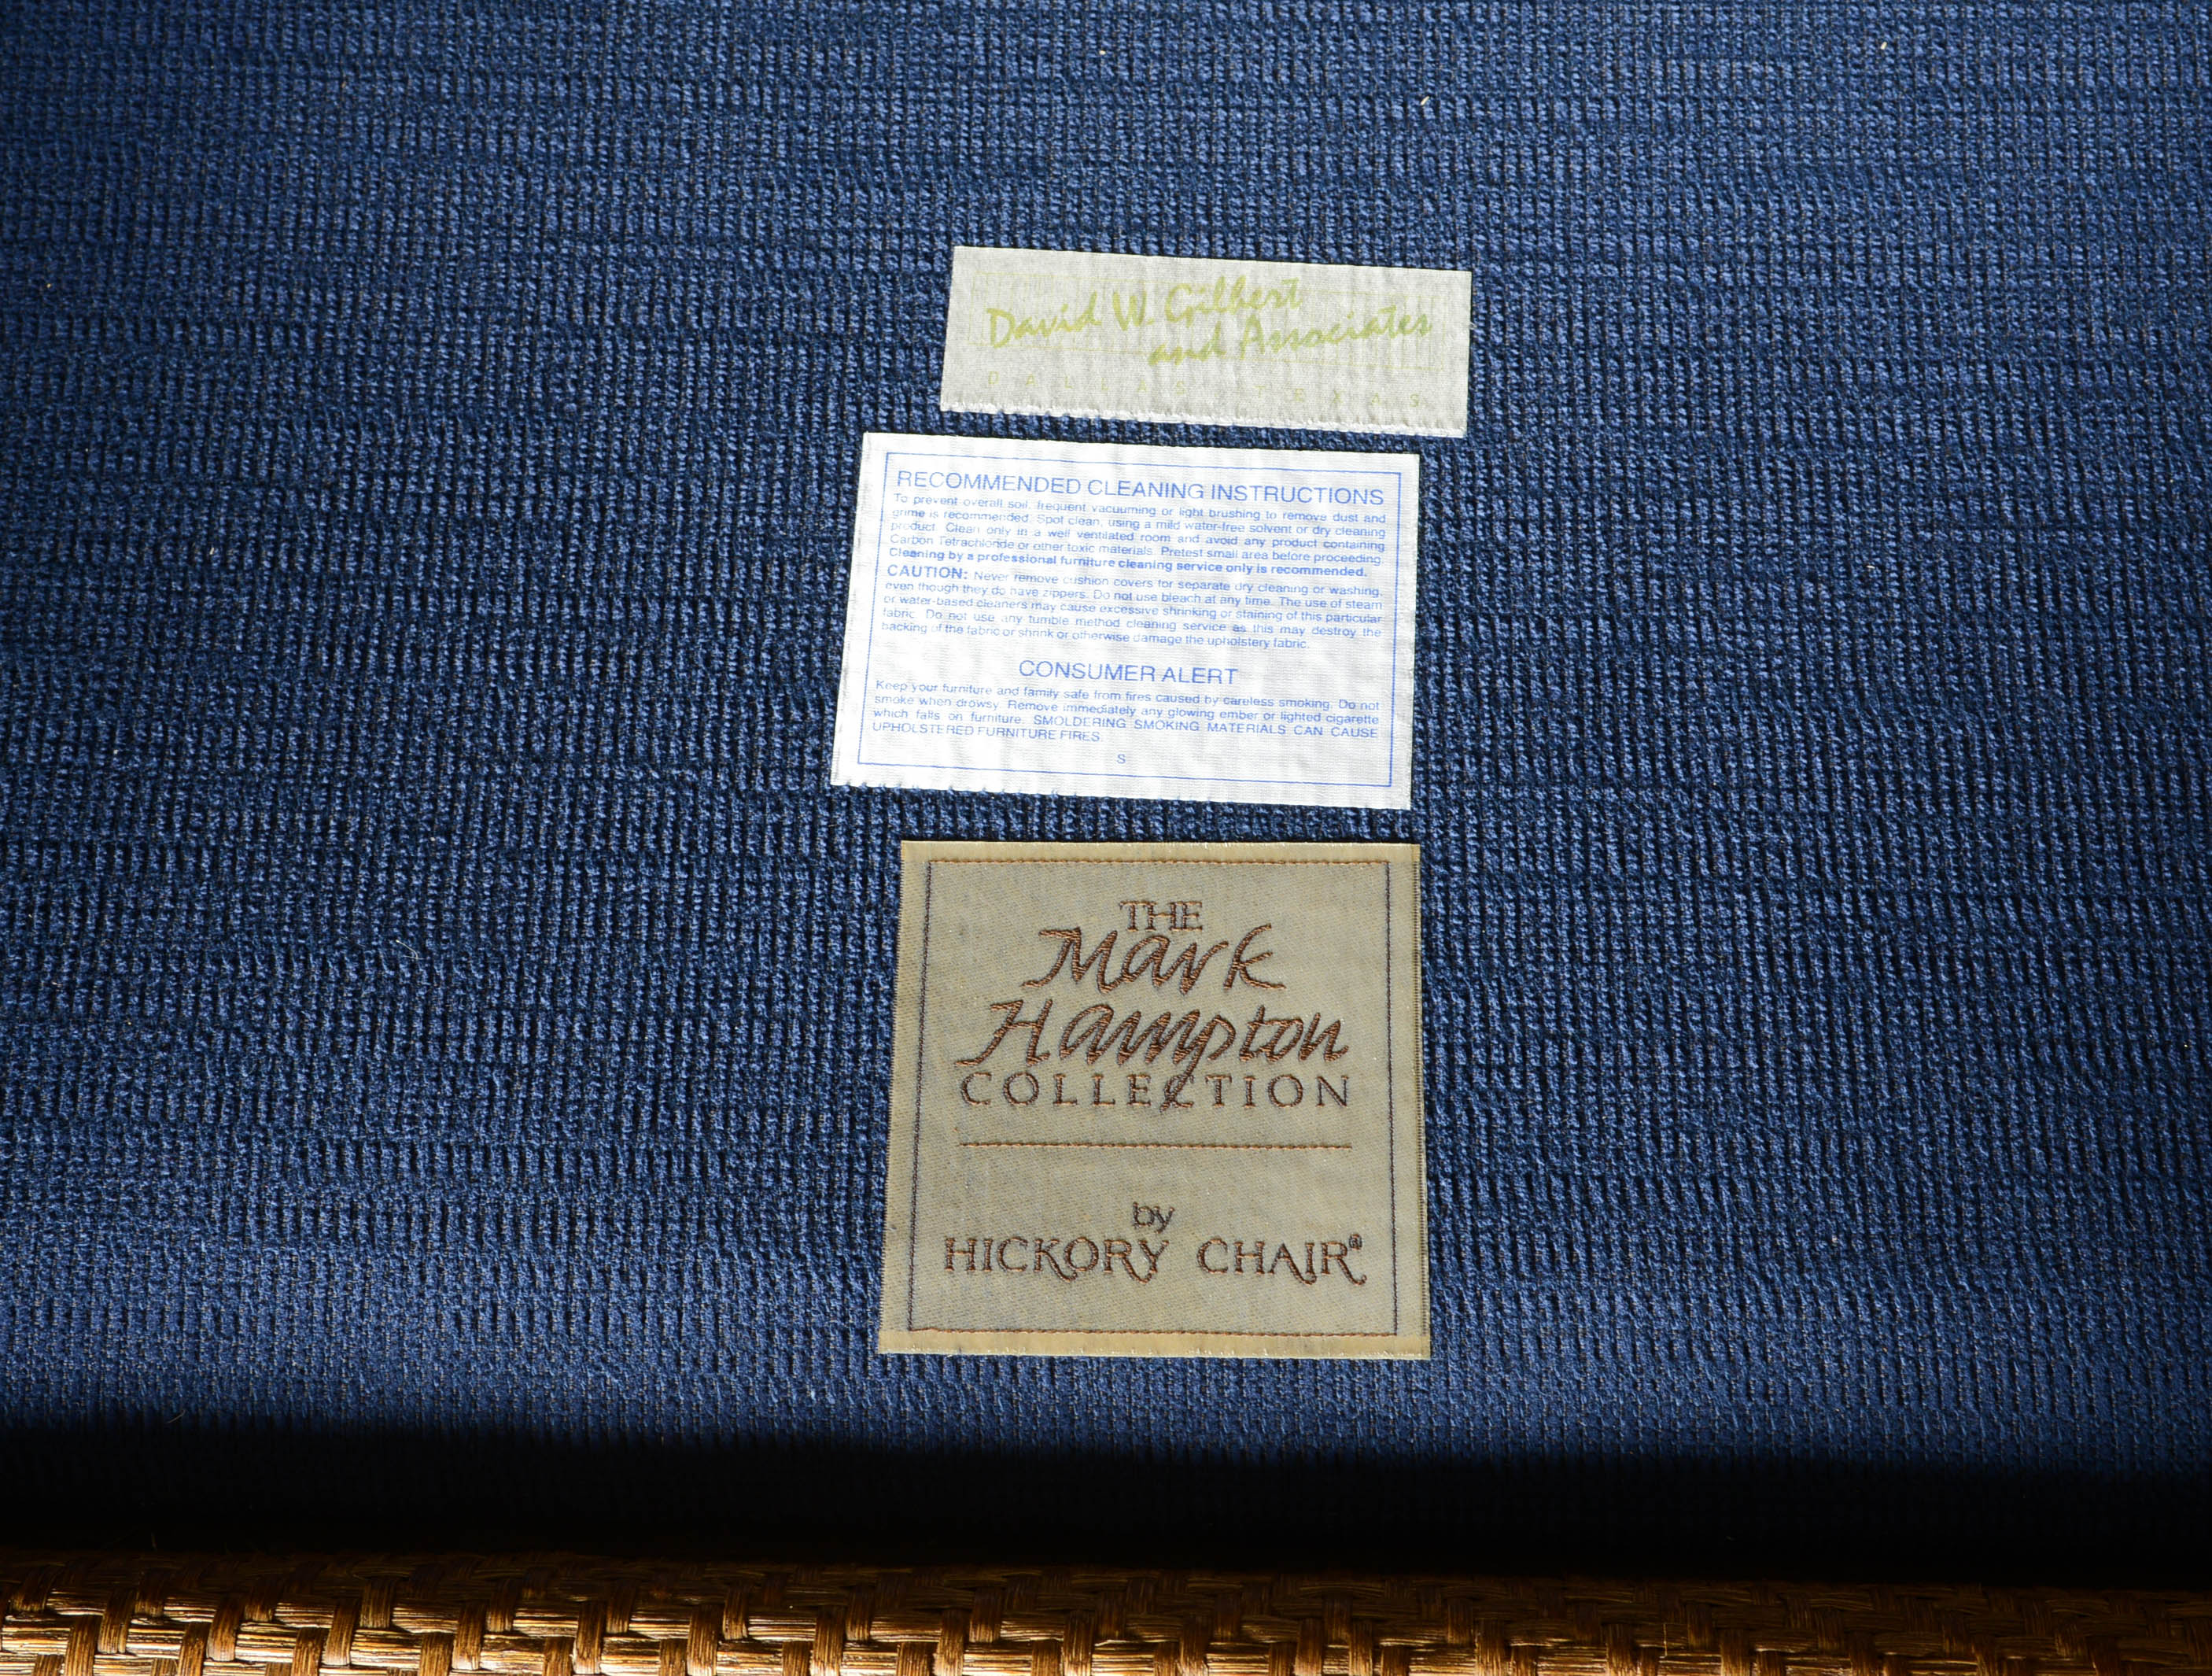 David W. Gilbert
and Associates
DALLAS TEXAS
RECOMMENDED CLEANING INSTRUCTIONS
To prevent overall soil, frequent vacuuming or light brushing to remove dust and
grime is recommended. Spot clean, using a mild water-free solvent or dry cleaning
product. Clean only in a well ventilated room and avoid any product containing
Carbon Tetrachloride or other toxic materials. Pretest small area before proceeding.
Cleaning by a professional furniture cleaning service only is recommended.
CAUTION: Never remove cushion covers for separate dry cleaning or washing,
even though they do have zippers. Do not use bleach at any time. The use of steam
or water-based cleaners may cause excessive shrinking or staining of this particular
fabric. Do not use any tumble method cleaning service as this may destroy the
backing of the fabric or shrink or otherwise damage the upholstery fabric.
CONSUMER ALERT
Keep your furniture and family safe from fires caused by careless smoking. Do not
smoke when drowsy. Remove immediately any glowing ember or lighted cigarette
which falls on furniture. SMOLDERING SMOKING MATERIALS CAN CAUSE
UPHOLSTERED FURNITURE FIRES.
S
THE
Mark
Hampton
COLLECTION
by
HICKORY CHAIR®